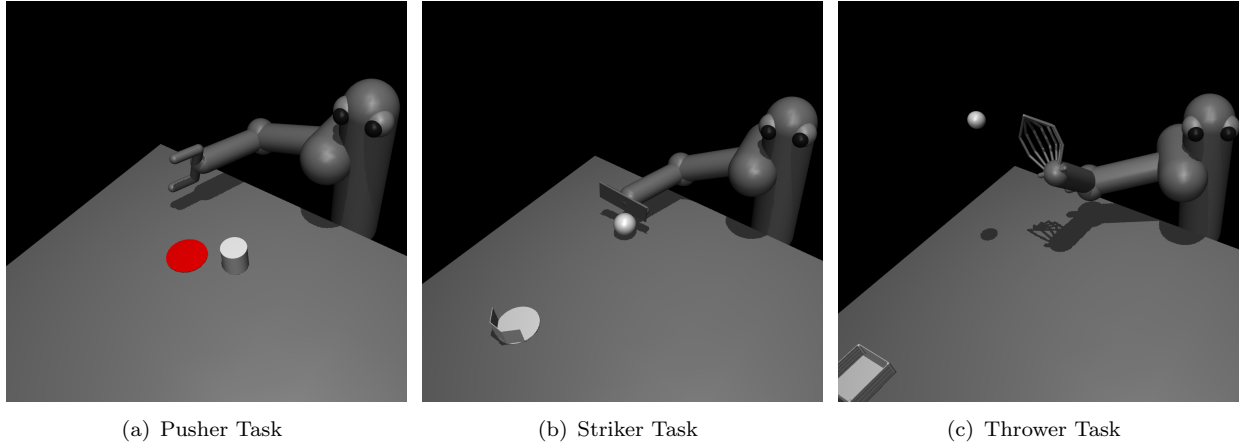 (a) Pusher Task
(b) Striker Task
(c) Thrower Task